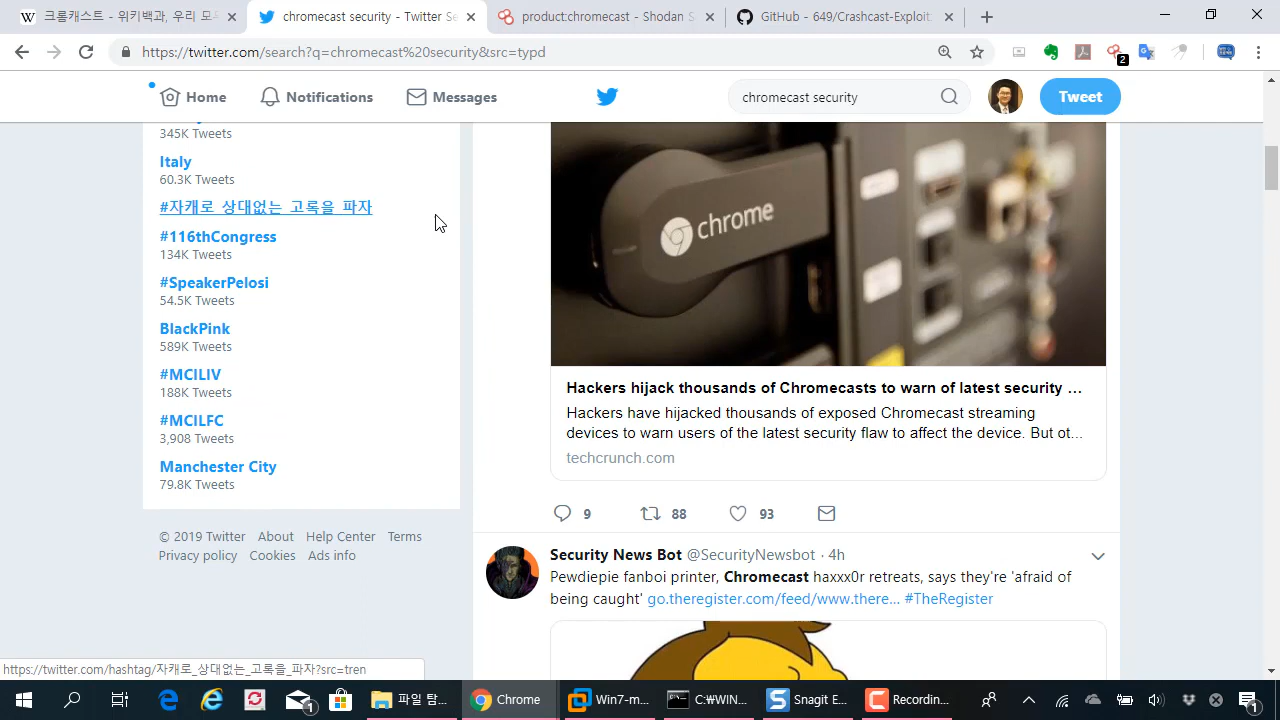 크롬캐스트 - 위키백과, 우리 모두
chromecast security - Twitter Se
product:chromecast - Shodan S
GitHub - 649/Crashcast-Exploit:
https://twitter.com/search?q=chromecast%20security&src=typd
2
Home
Notifications
Messages
chromecast security
Tweet
345K Tweets
Italy
60.3K Tweets
#자캐로_상대없는_고록을_파자
#116thCongress
134K Tweets
#SpeakerPelosi
54.5K Tweets
BlackPink
589K Tweets
#MCILIV
188K Tweets
#MCILFC
3,908 Tweets
Manchester City
79.8K Tweets
© 2019 Twitter About Help Center Terms
Privacy policy Cookies Ads info
chrome
Hackers hijack thousands of Chromecasts to warn of latest security ...
Hackers have hijacked thousands of exposed Chromecast streaming
devices to warn users of the latest security flaw to affect the device. But ot...
techcrunch.com
9 88 93
Security News Bot @SecurityNewsbot · 4h
Pewdiepie fanboi printer, Chromecast haxxx0r retreats, says they're 'afraid of
being caught' go.theregister.com/feed/www.there... #TheRegister
https://twitter.com/hashtag/자캐로_상대없는_고록을_파자?src=tren
1
파일 탐...
Chrome
Win7-m...
C:₩WIN...
Snagit E...
Recordin...
1